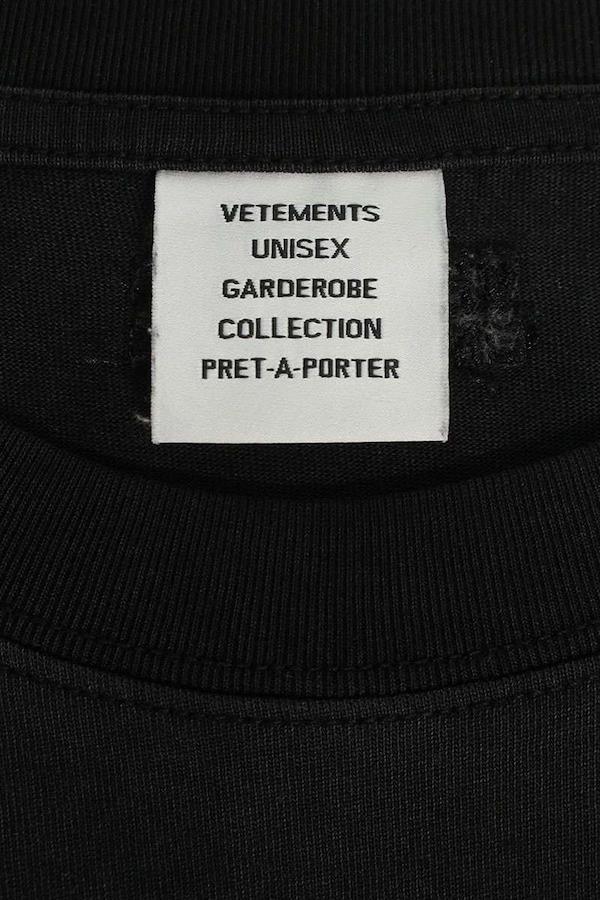 VETEMENTS
UNISEX
GARDEROBE
COLLECTION
PRET-A-PORTER